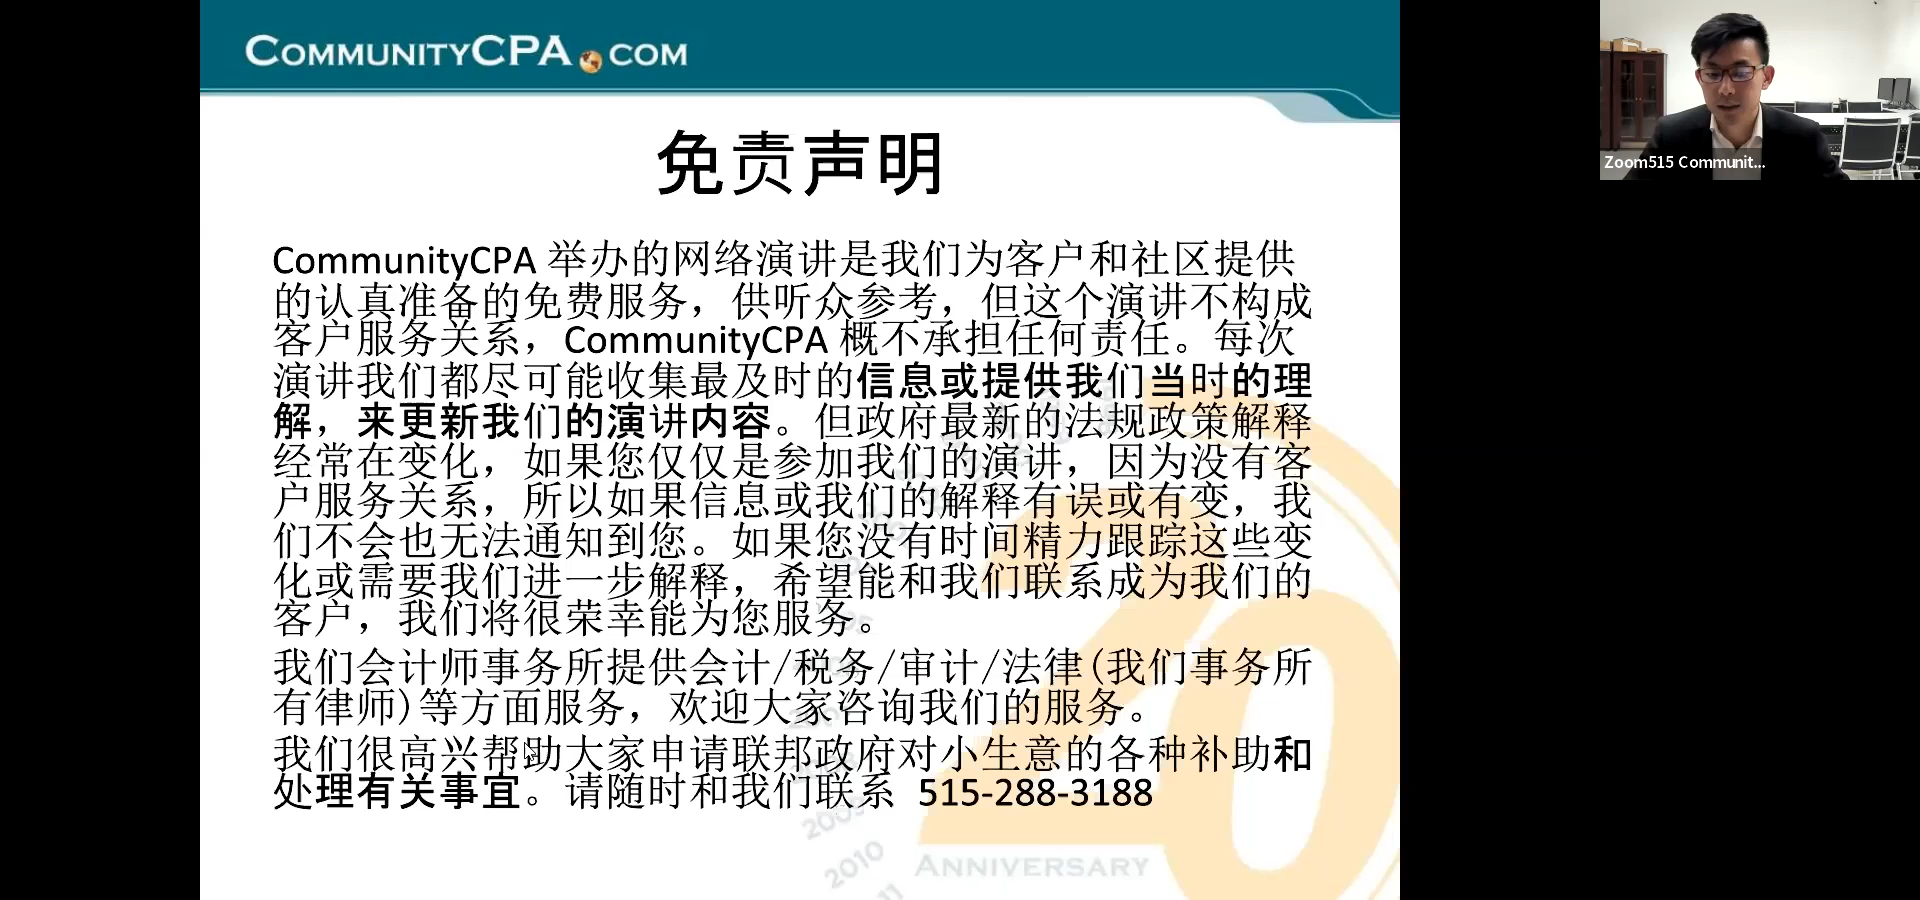 COMMUNITYCPA.COM
免责声明
CommunityCPA 举办的网络演讲是我们为客户和社区提供
的认真准备的免费服务，供听众参考，但这个演讲不构成
客户服务关系，CommunityCPA 概不承担任何责任。每次
演讲我们都尽可能收集最及时的信息或提供我们当时的理
解，来更新我们的演讲内容。但政府最新的法规政策解释
经常在变化，如果您仅仅是参加我们的演讲，因为没有客
户服务关系，所以如果信息或我们的解释有误或有变，我
们不会也无法通知到您。如果您没有时间精力跟踪这些变
化或需要我们进一步解释，希望能和我们联系成为我们的
客户，我们将很荣幸能为您服务。
我们会计师事务所提供会计/税务/审计/法律(我们事务所
有律师)等方面服务，欢迎大家咨询我们的服务。
我们很高兴帮助大家申请联邦政府对小生意的各种补助和
处理有关事宜。请随时和我们联系 515-288-3188
2009
2010
20
ANNIVERSARY
Zoom515 Communit...